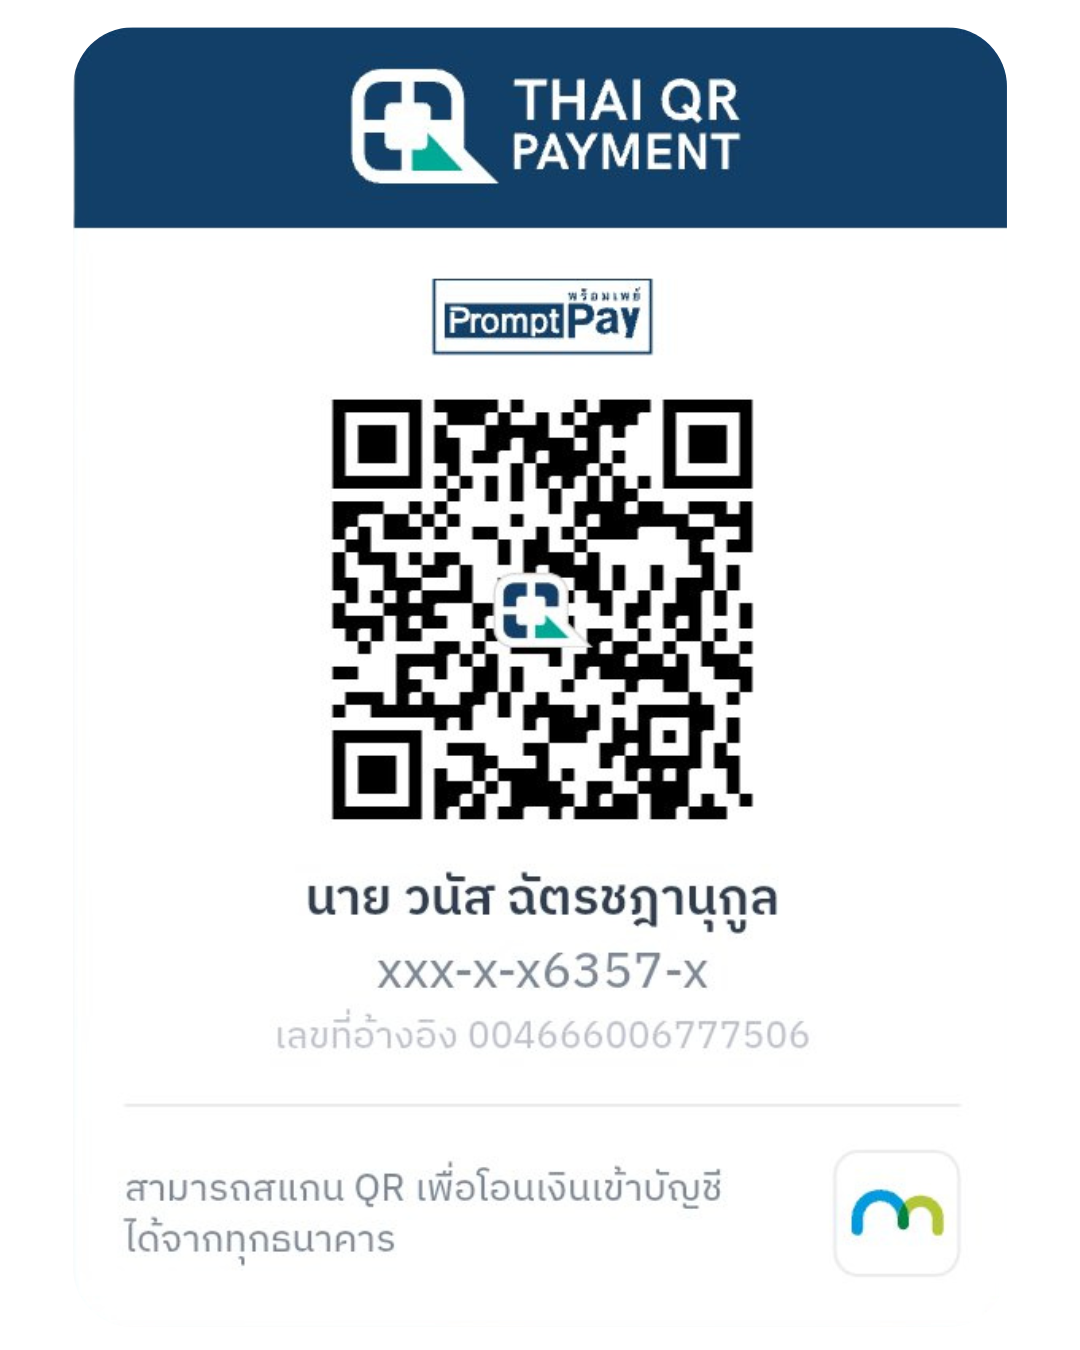 THAI QR
PAYMENT
พร้อมเพย์
Prompt Pay
นาย วนัส ฉัตรชฎานุกูล
xxx-x-x6357-x
เลขที่อ้างอิง 004666006777506
สามารถสแกน QR เพื่อโอนเงินเข้าบัญชี
ได้จากทุกธนาคาร